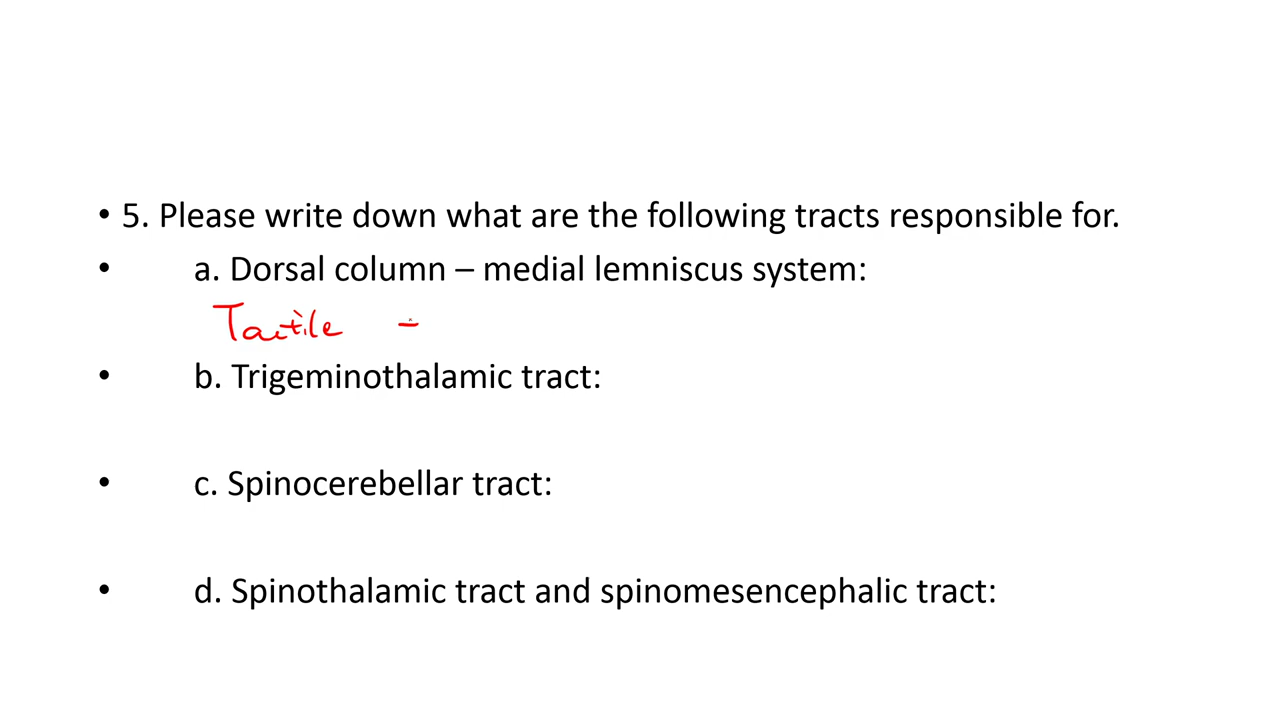 • 5. Please write down what are the following tracts responsible for.
• a. Dorsal column – medial lemniscus system:
Tactile -
• b. Trigeminothalamic tract:
• c. Spinocerebellar tract:
• d. Spinothalamic tract and spinomesencephalic tract: